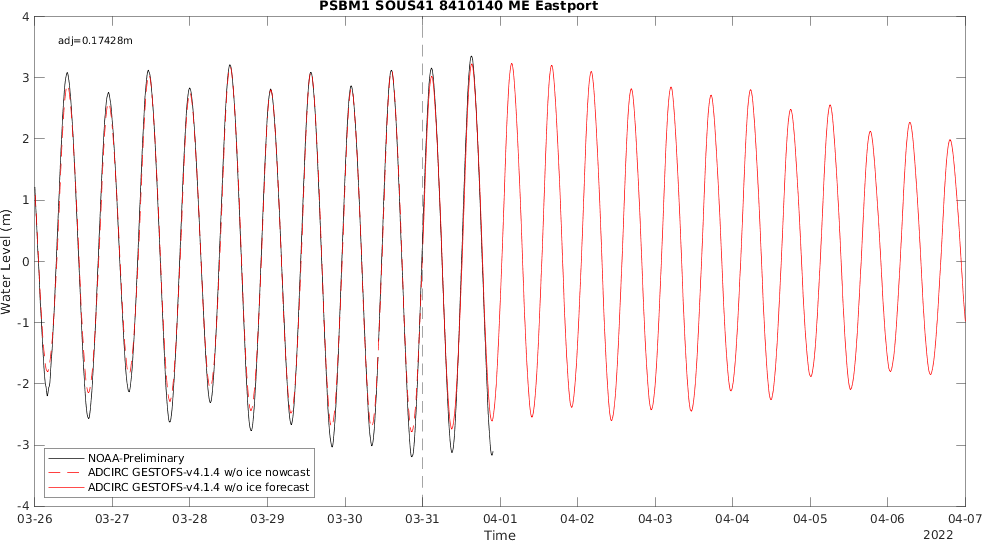 PSBM1 SOUS41 8410140 ME Eastport
adj=0.17428m
Water Level (m)
4
3
2
1
0
-1
-2
-3
-4
NOAA-Preliminary
ADCIRC GESTOFS-v4.1.4 w/o ice nowcast
ADCIRC GESTOFS-v4.1.4 w/o ice forecast
03-26 03-27 03-28 03-29 03-30 03-31 04-01 04-02 04-03 04-04 04-05 04-06 04-07
Time
2022